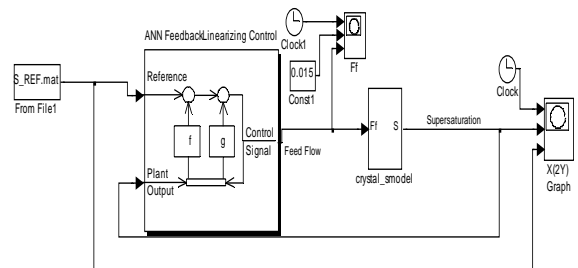 ANN FeedbackLinearizing Control
Clock1
S_REF.mat
From File1
Reference
0.015
Const1
Ff
Clock
f
g
Control
Signal
Feed Flow
Ff
S
crystal_smodel
Supersaturation
Plant
Output
X(2Y)
Graph